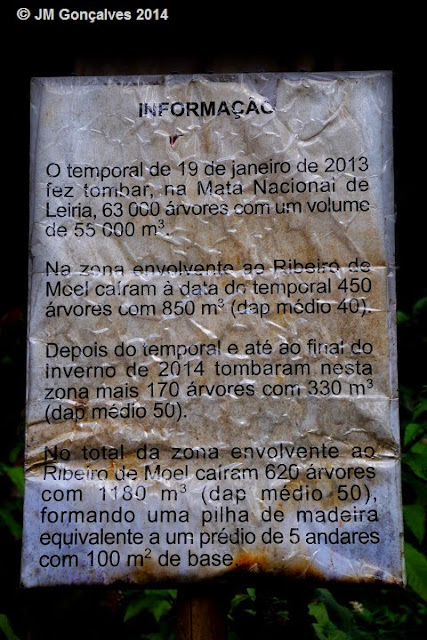 © JM Gonçalves 2014
INFORMAÇÃO
O temporal de 19 de janeiro de 2013
fez tombar, na Mata Nacional de
Leiria, 63 000 árvores com um volume
de 55 000 m³.
Na zona envolvente ao Ribeiro de
Moel caíram à data do temporal 450
árvores com 850 m³ (dap médio 40).
Depois do temporal e até ao final do
inverno de 2014 tombaram nesta
zona mais 170 árvores com 330 m³
(dap médio 50).
No total da zona envolvente ao
Ribeiro de Moel caíram 620 árvores
com 1180 m³ (dap médio 50),
formando uma pilha de madeira
equivalente a um prédio de 5 andares
com 100 m² de base.